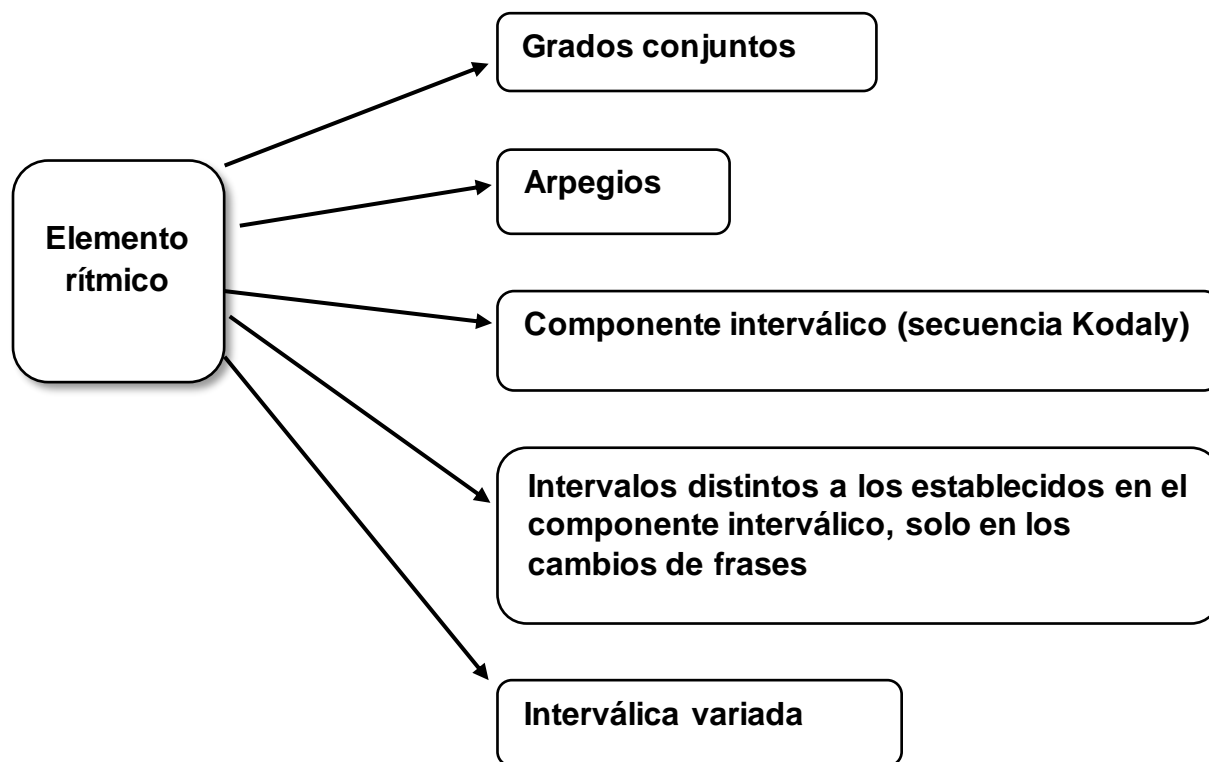 Grados conjuntos
Arpegios
Elemento
rítmico
Componente interválico (secuencia Kodaly)
Intervalos distintos a los establecidos en el
componente interválico, solo en los
cambios de frases
Interválica variada